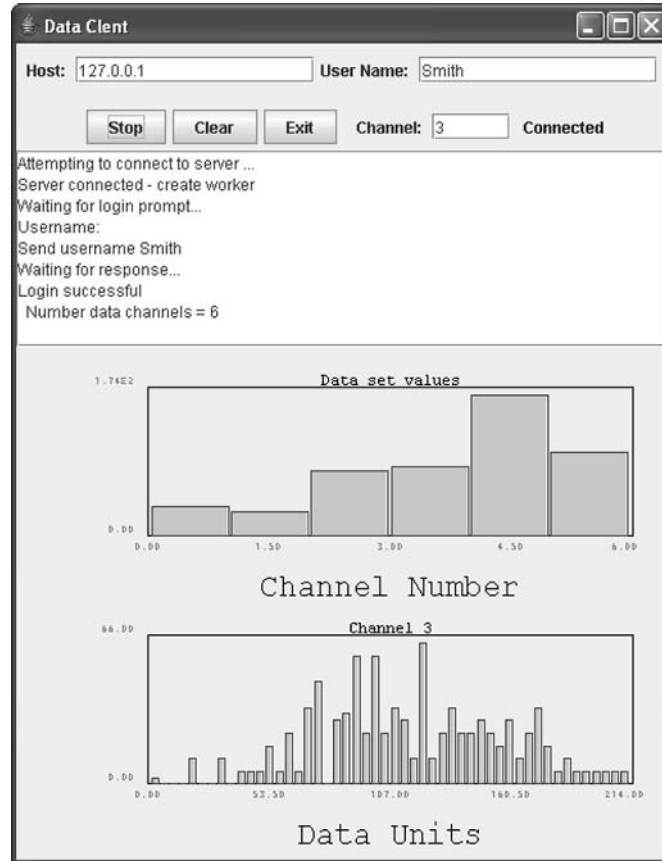 Data Clent
Host: 127.0.0.1 User Name: Smith
Stop Clear Exit Channel: 3 Connected
Attempting to connect to server ...
Server connected - create worker
Waiting for login prompt...
Username:
Send username Smith
Waiting for response...
Login successful
Number data channels = 6
1.74E2 Data set values
0.00
0.00 1.50 3.00 4.50 6.00
Channel Number
66.00 Channel 3
0.00
0.00 53.50 107.00 160.50 214.00
Data Units